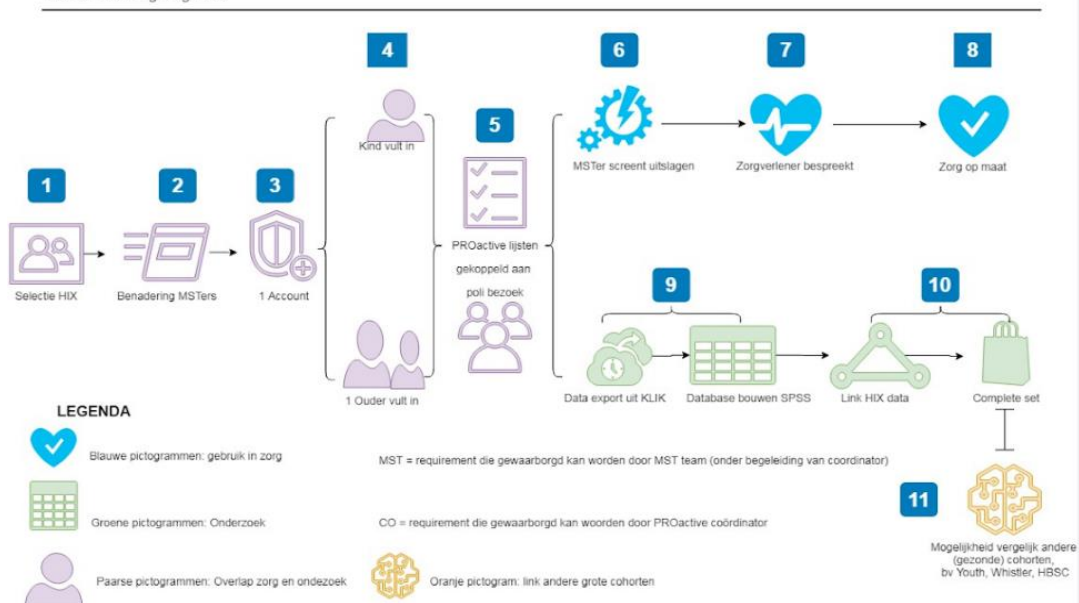 4
6
7
8
5
Kind vult in
MSTer screent uitslagen
Zorgverlener bespreekt
Zorg op maat
1
2
3
PROactive lijsten
gekoppeld aan
poli bezoek
Selectie HIX
Benadering MSTers
1 Account
9
10
1 Ouder vult in
Data export uit KLIK
Database bouwen SPSS
Link HIX data
Complete set
LEGENDA
Blauwe pictogrammen: gebruik in zorg
MST = requirement die gewaarborgd kan worden door MST team (onder begeleiding van coordinator)
11
Groene pictogrammen: Onderzoek
CO = requirement die gewaarborgd kan woorden door PROactive coördinator
Mogelijkheid vergelijk andere
(gezonde) cohorten,
bv Youth, Whistler, HBSC
Paarse pictogrammen: Overlap zorg en ondezoek
Oranje pictogram: link andere grote cohorten